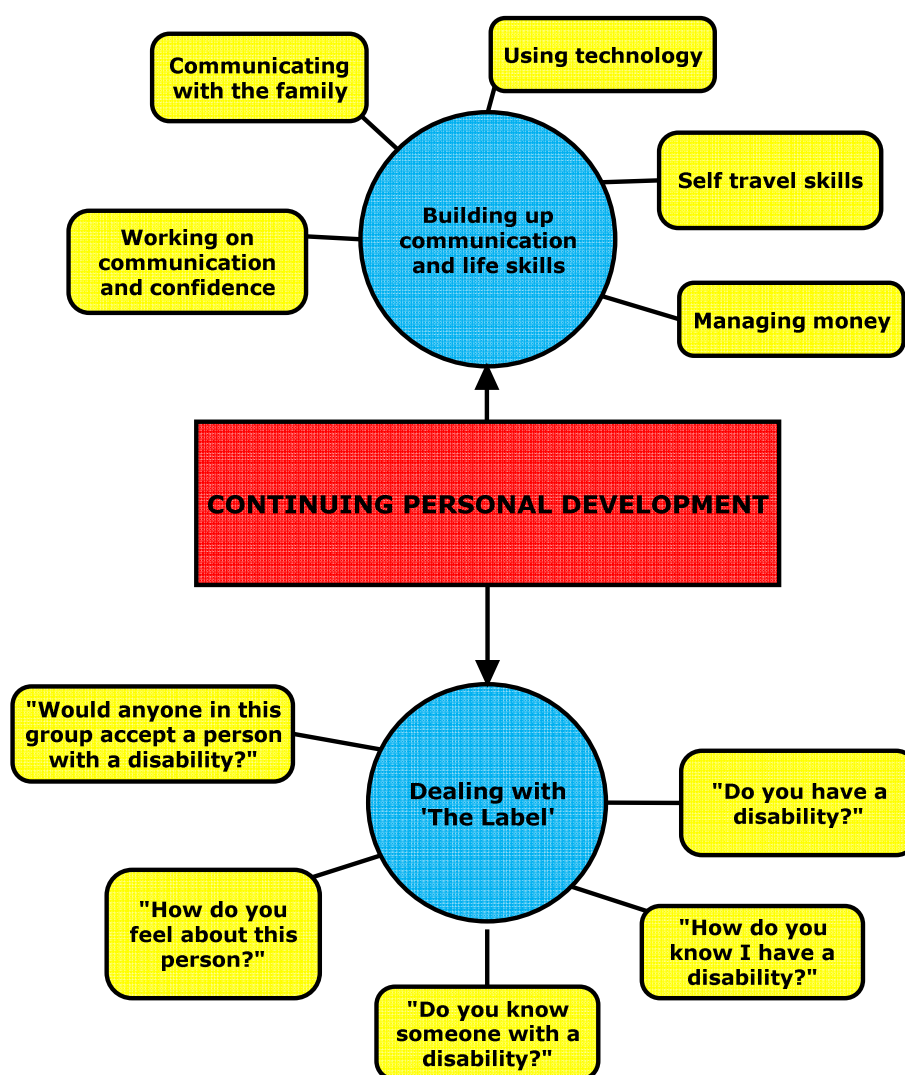 Using technology
Communicating
with the family
Self travel skills
Building up
communication
and life skills
Working on
communication
and confidence
Managing money
CONTINUING PERSONAL DEVELOPMENT
"Would anyone in this
group accept a person
with a disability?"
Dealing with
'The Label'
"Do you have a
disability?"
"How do you
feel about this
person?"
"How do you
know I have a
disability?"
"Do you know
someone with a
disability?"